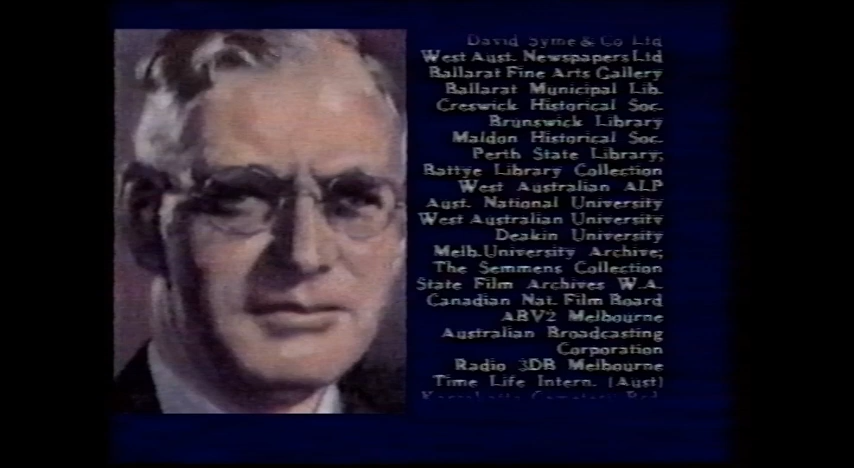 David Syme & Co Ltd
West Aust. Newspapers Ltd
Ballarat Fine Arts Gallery
Ballarat Municipal Lib.
Creswick Historical Soc.
Brunswick Library
Maldon Historical Soc.
Perth State Library;
Battye Library Collection
West Australian ALP
Aust. National University
West Australian University
Deakin University
Melb.University Archive;
The Semmens Collection
State Film Archives W.A.
Canadian Nat. Film Board
ABV2 Melbourne
Australian Broadcasting
Corporation
Radio 3DB Melbourne
Time Life Intern. (Aust)